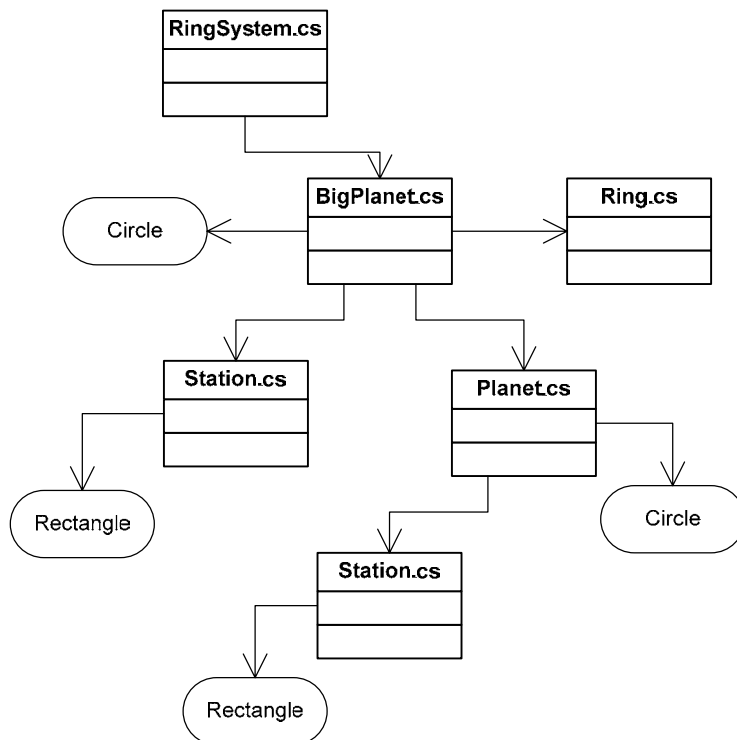 RingSystem.cs
BigPlanet.cs
Ring.cs
Circle
Station.cs
Planet.cs
Rectangle
Circle
Station.cs
Rectangle